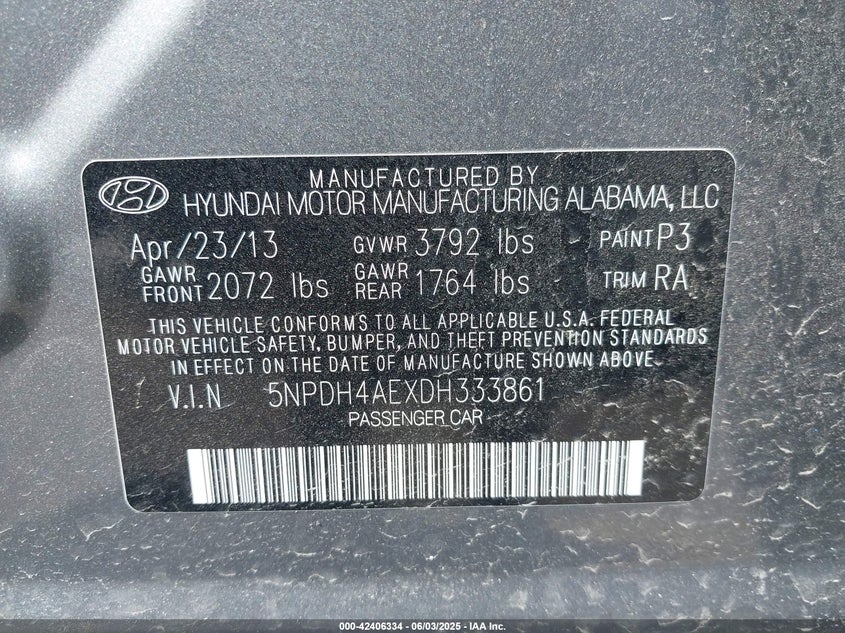 MANUFACTURED BY
HYUNDAI MOTOR MANUFACTURING ALABAMA, LLC
Apr/23/13 GVWR 3792 lbs PAINT P3
GAWR FRONT 2072 lbs GAWR REAR 1764 lbs TRIM RA
THIS VEHICLE CONFORMS TO ALL APPLICABLE U.S.A. FEDERAL
MOTOR VEHICLE SAFETY, BUMPER, AND THEFT PREVENTION STANDARDS
IN EFFECT ON THE DATE OF MANUFACTURE SHOWN ABOVE.
V.I.N 5NPDH4AEXDH333861
PASSENGER CAR
000-42406334 - 06/03/2025 - IAA Inc.